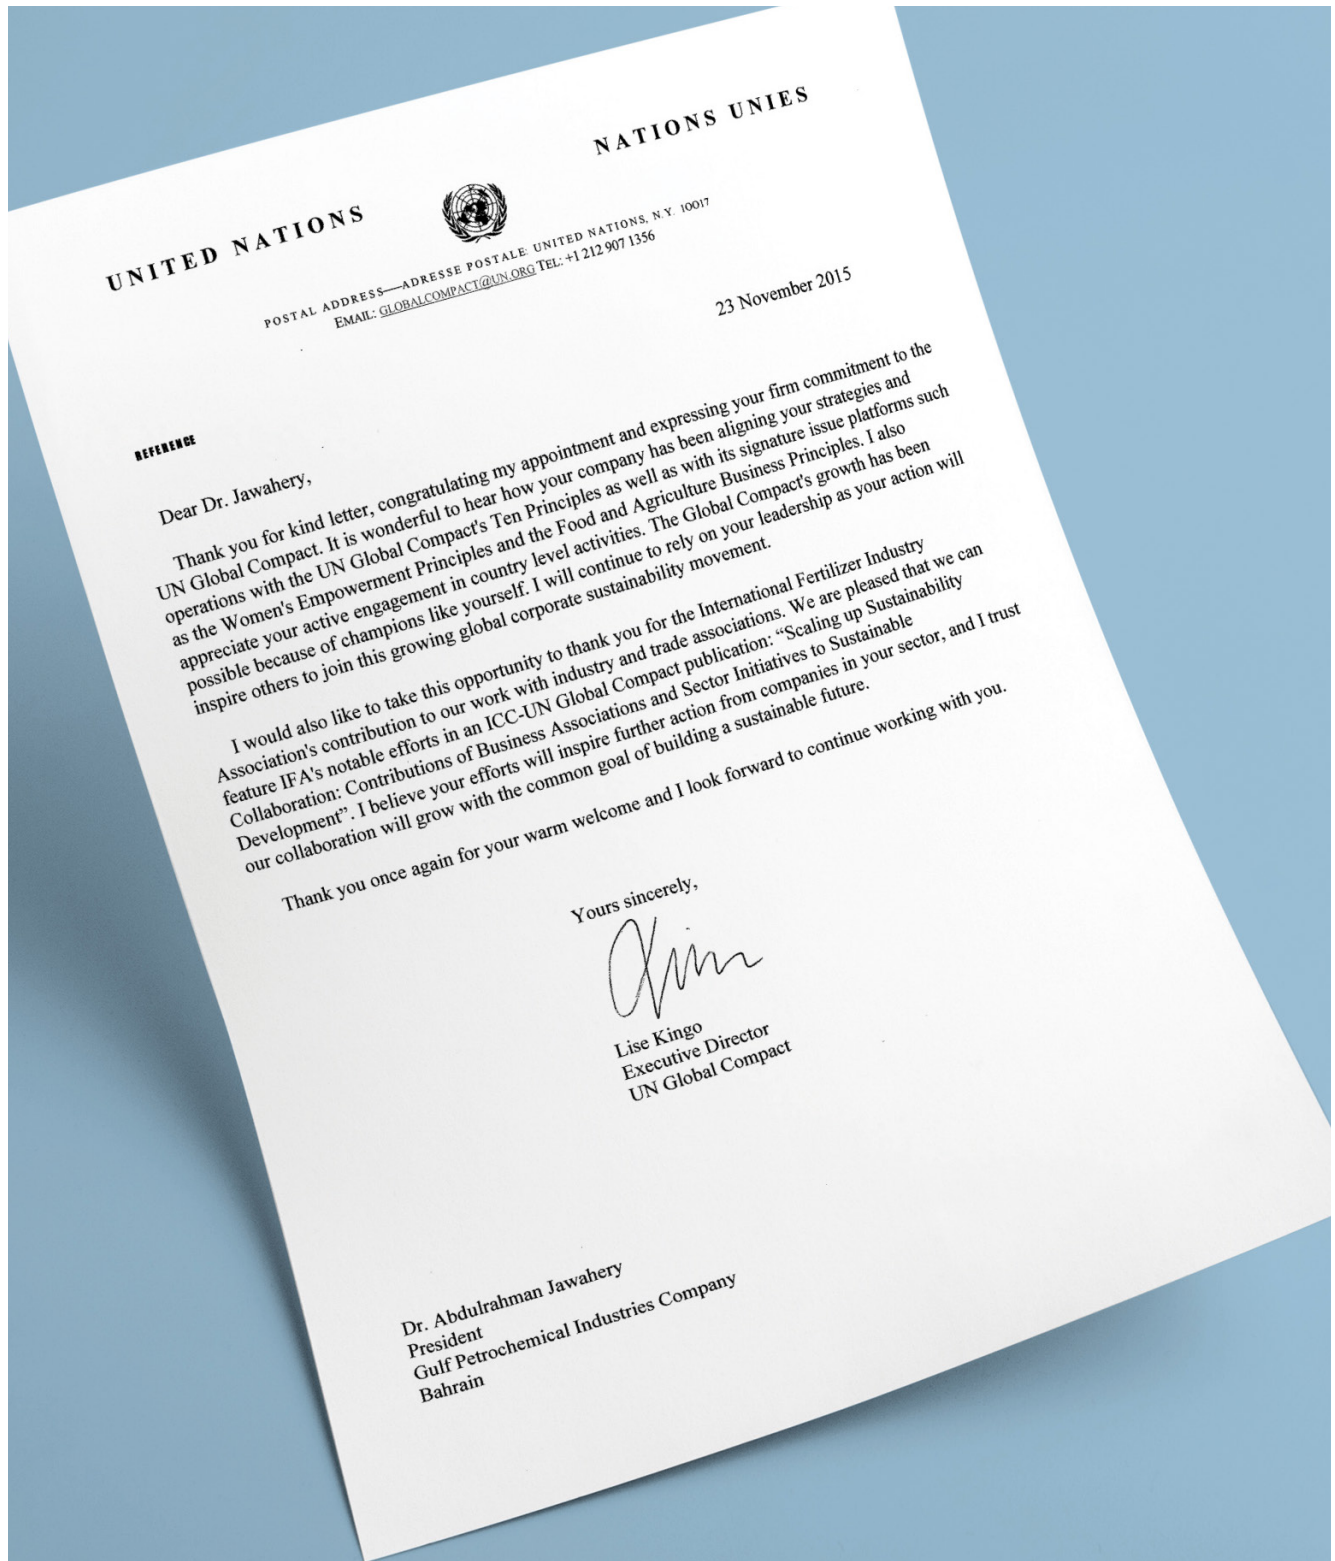 UNITED NATIONS NATIONS UNIES
POSTAL ADDRESS—ADRESSE POSTALE: UNITED NATIONS, N.Y. 10017
EMAIL: GLOBALCOMPACT@UN.ORG TEL: +1 212 907 1356
23 November 2015
REFERENCE
Dear Dr. Jawahery,
Thank you for kind letter, congratulating my appointment and expressing your firm commitment to the
UN Global Compact. It is wonderful to hear how your company has been aligning your strategies and
operations with the UN Global Compact's Ten Principles as well as with its signature issue platforms such
as the Women's Empowerment Principles and the Food and Agriculture Business Principles. I also
appreciate your active engagement in country level activities. The Global Compact's growth has been
possible because of champions like yourself. I will continue to rely on your leadership as your action will
inspire others to join this growing global corporate sustainability movement.
I would also like to take this opportunity to thank you for the International Fertilizer Industry
Association's contribution to our work with industry and trade associations. We are pleased that we can
feature IFA's notable efforts in an ICC-UN Global Compact publication: “Scaling up Sustainability
Collaboration: Contributions of Business Associations and Sector Initiatives to Sustainable
Development”. I believe your efforts will inspire further action from companies in your sector, and I trust
our collaboration will grow with the common goal of building a sustainable future.
Thank you once again for your warm welcome and I look forward to continue working with you.
Yours sincerely,
Lise Kingo
Executive Director
UN Global Compact
Dr. Abdulrahman Jawahery
President
Gulf Petrochemical Industries Company
Bahrain